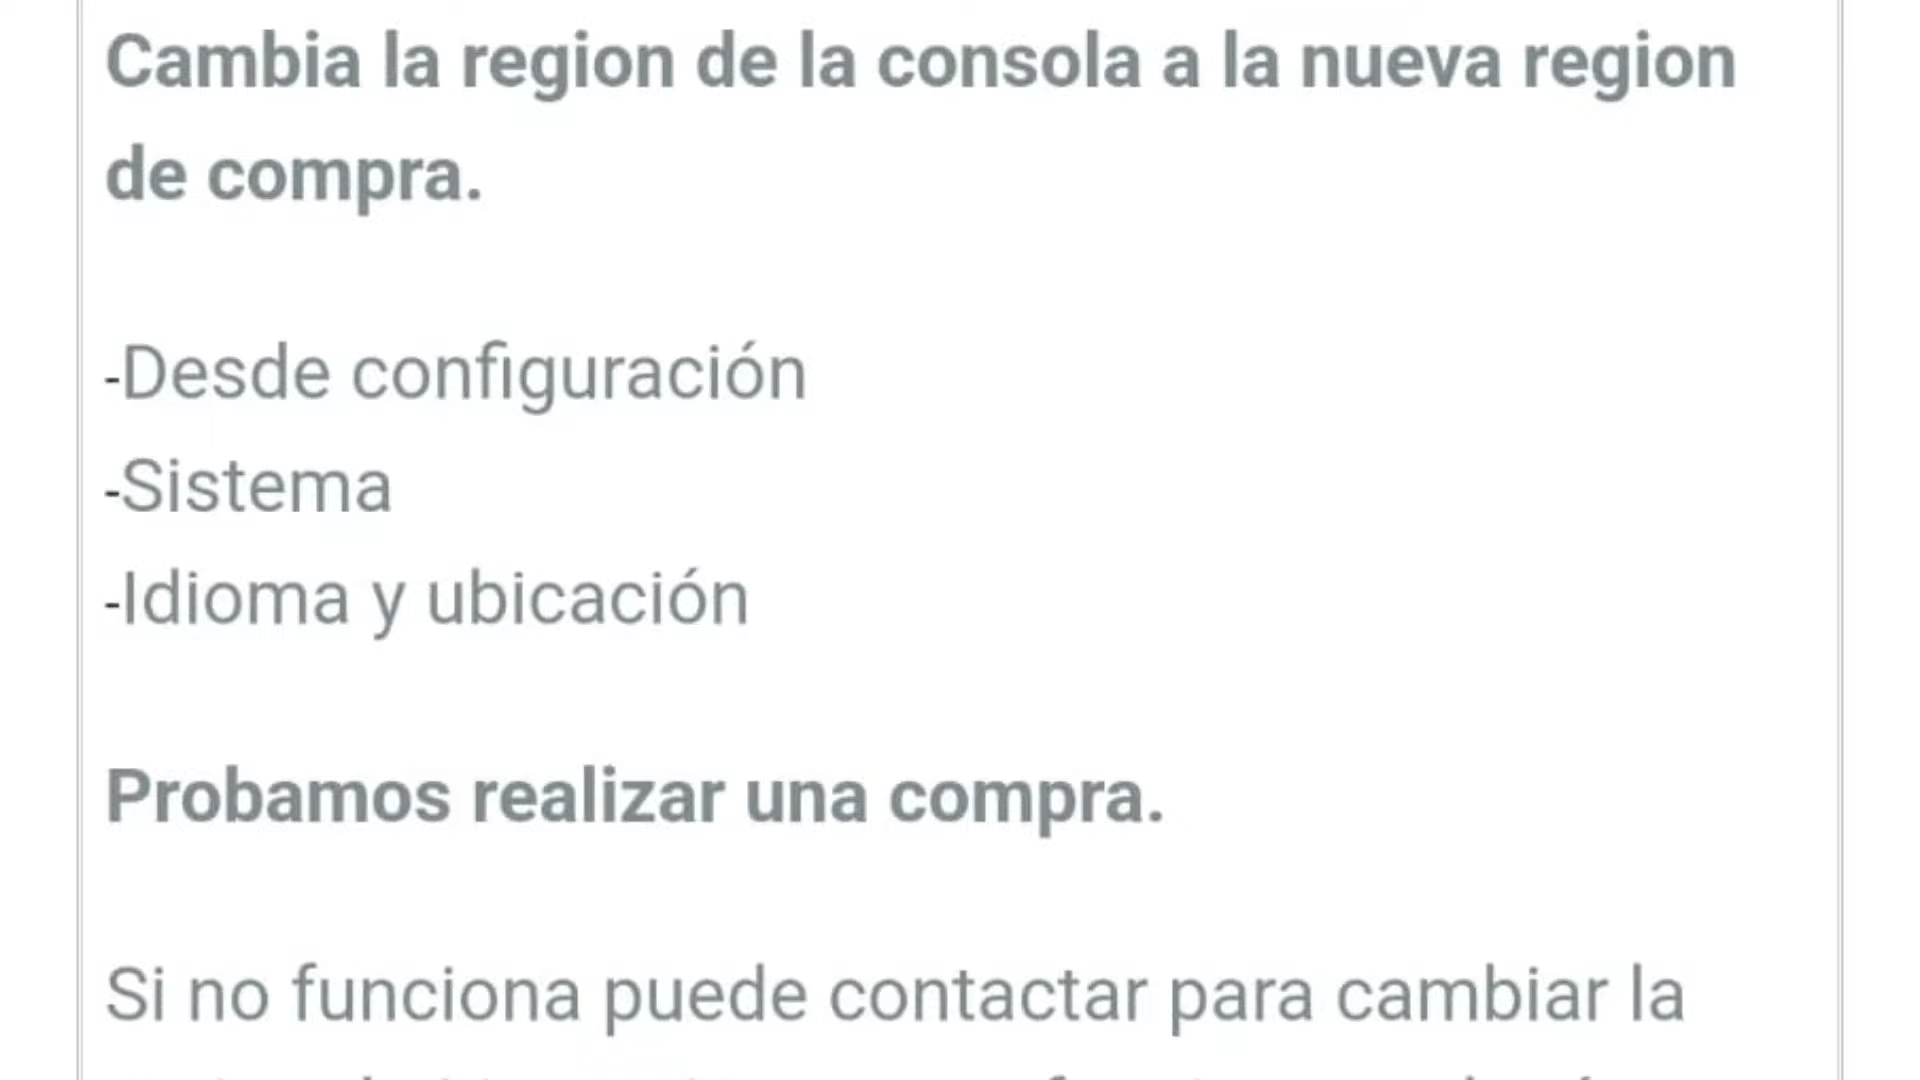 Cambia la region de la consola a la nueva region
de compra.
-Desde configuración
-Sistema
-Idioma y ubicación
Probamos realizar una compra.
Si no funciona puede contactar para cambiar la